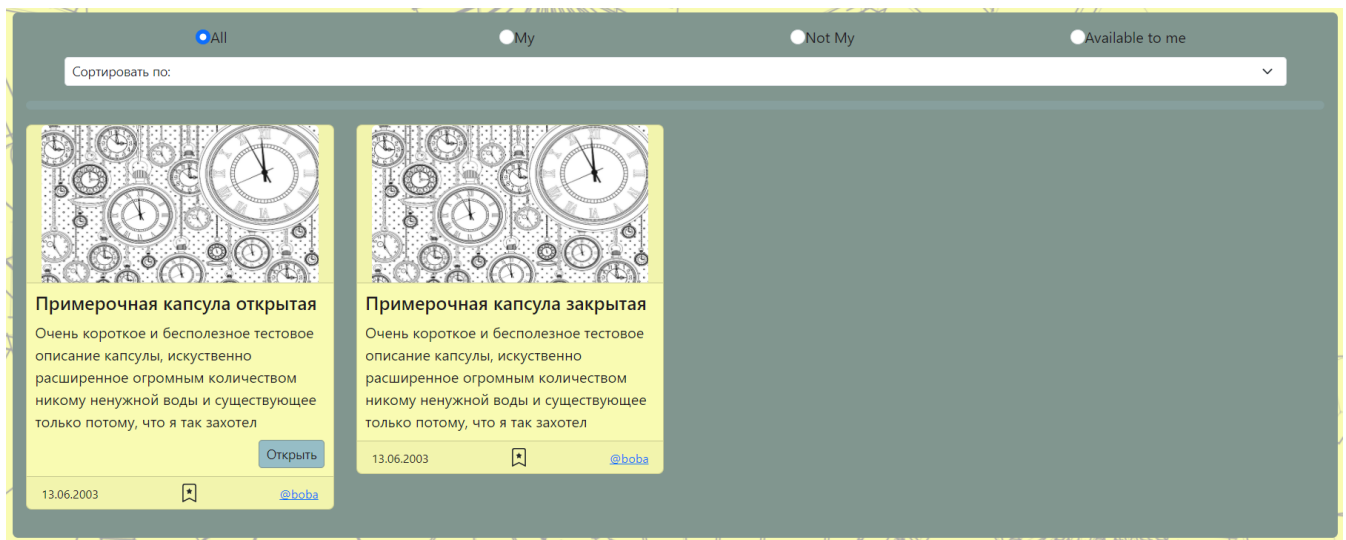 All My Not My Available to me
Сортировать по:
Примерочная капсула открытая
Очень короткое и бесполезное тестовое
описание капсулы, искуственно
расширенное огромным количеством
никому ненужной воды и существующее
только потому, что я так захотел
Открыть
13.06.2003 @boba
Примерочная капсула закрытая
Очень короткое и бесполезное тестовое
описание капсулы, искуственно
расширенное огромным количеством
никому ненужной воды и существующее
только потому, что я так захотел
13.06.2003 @boba